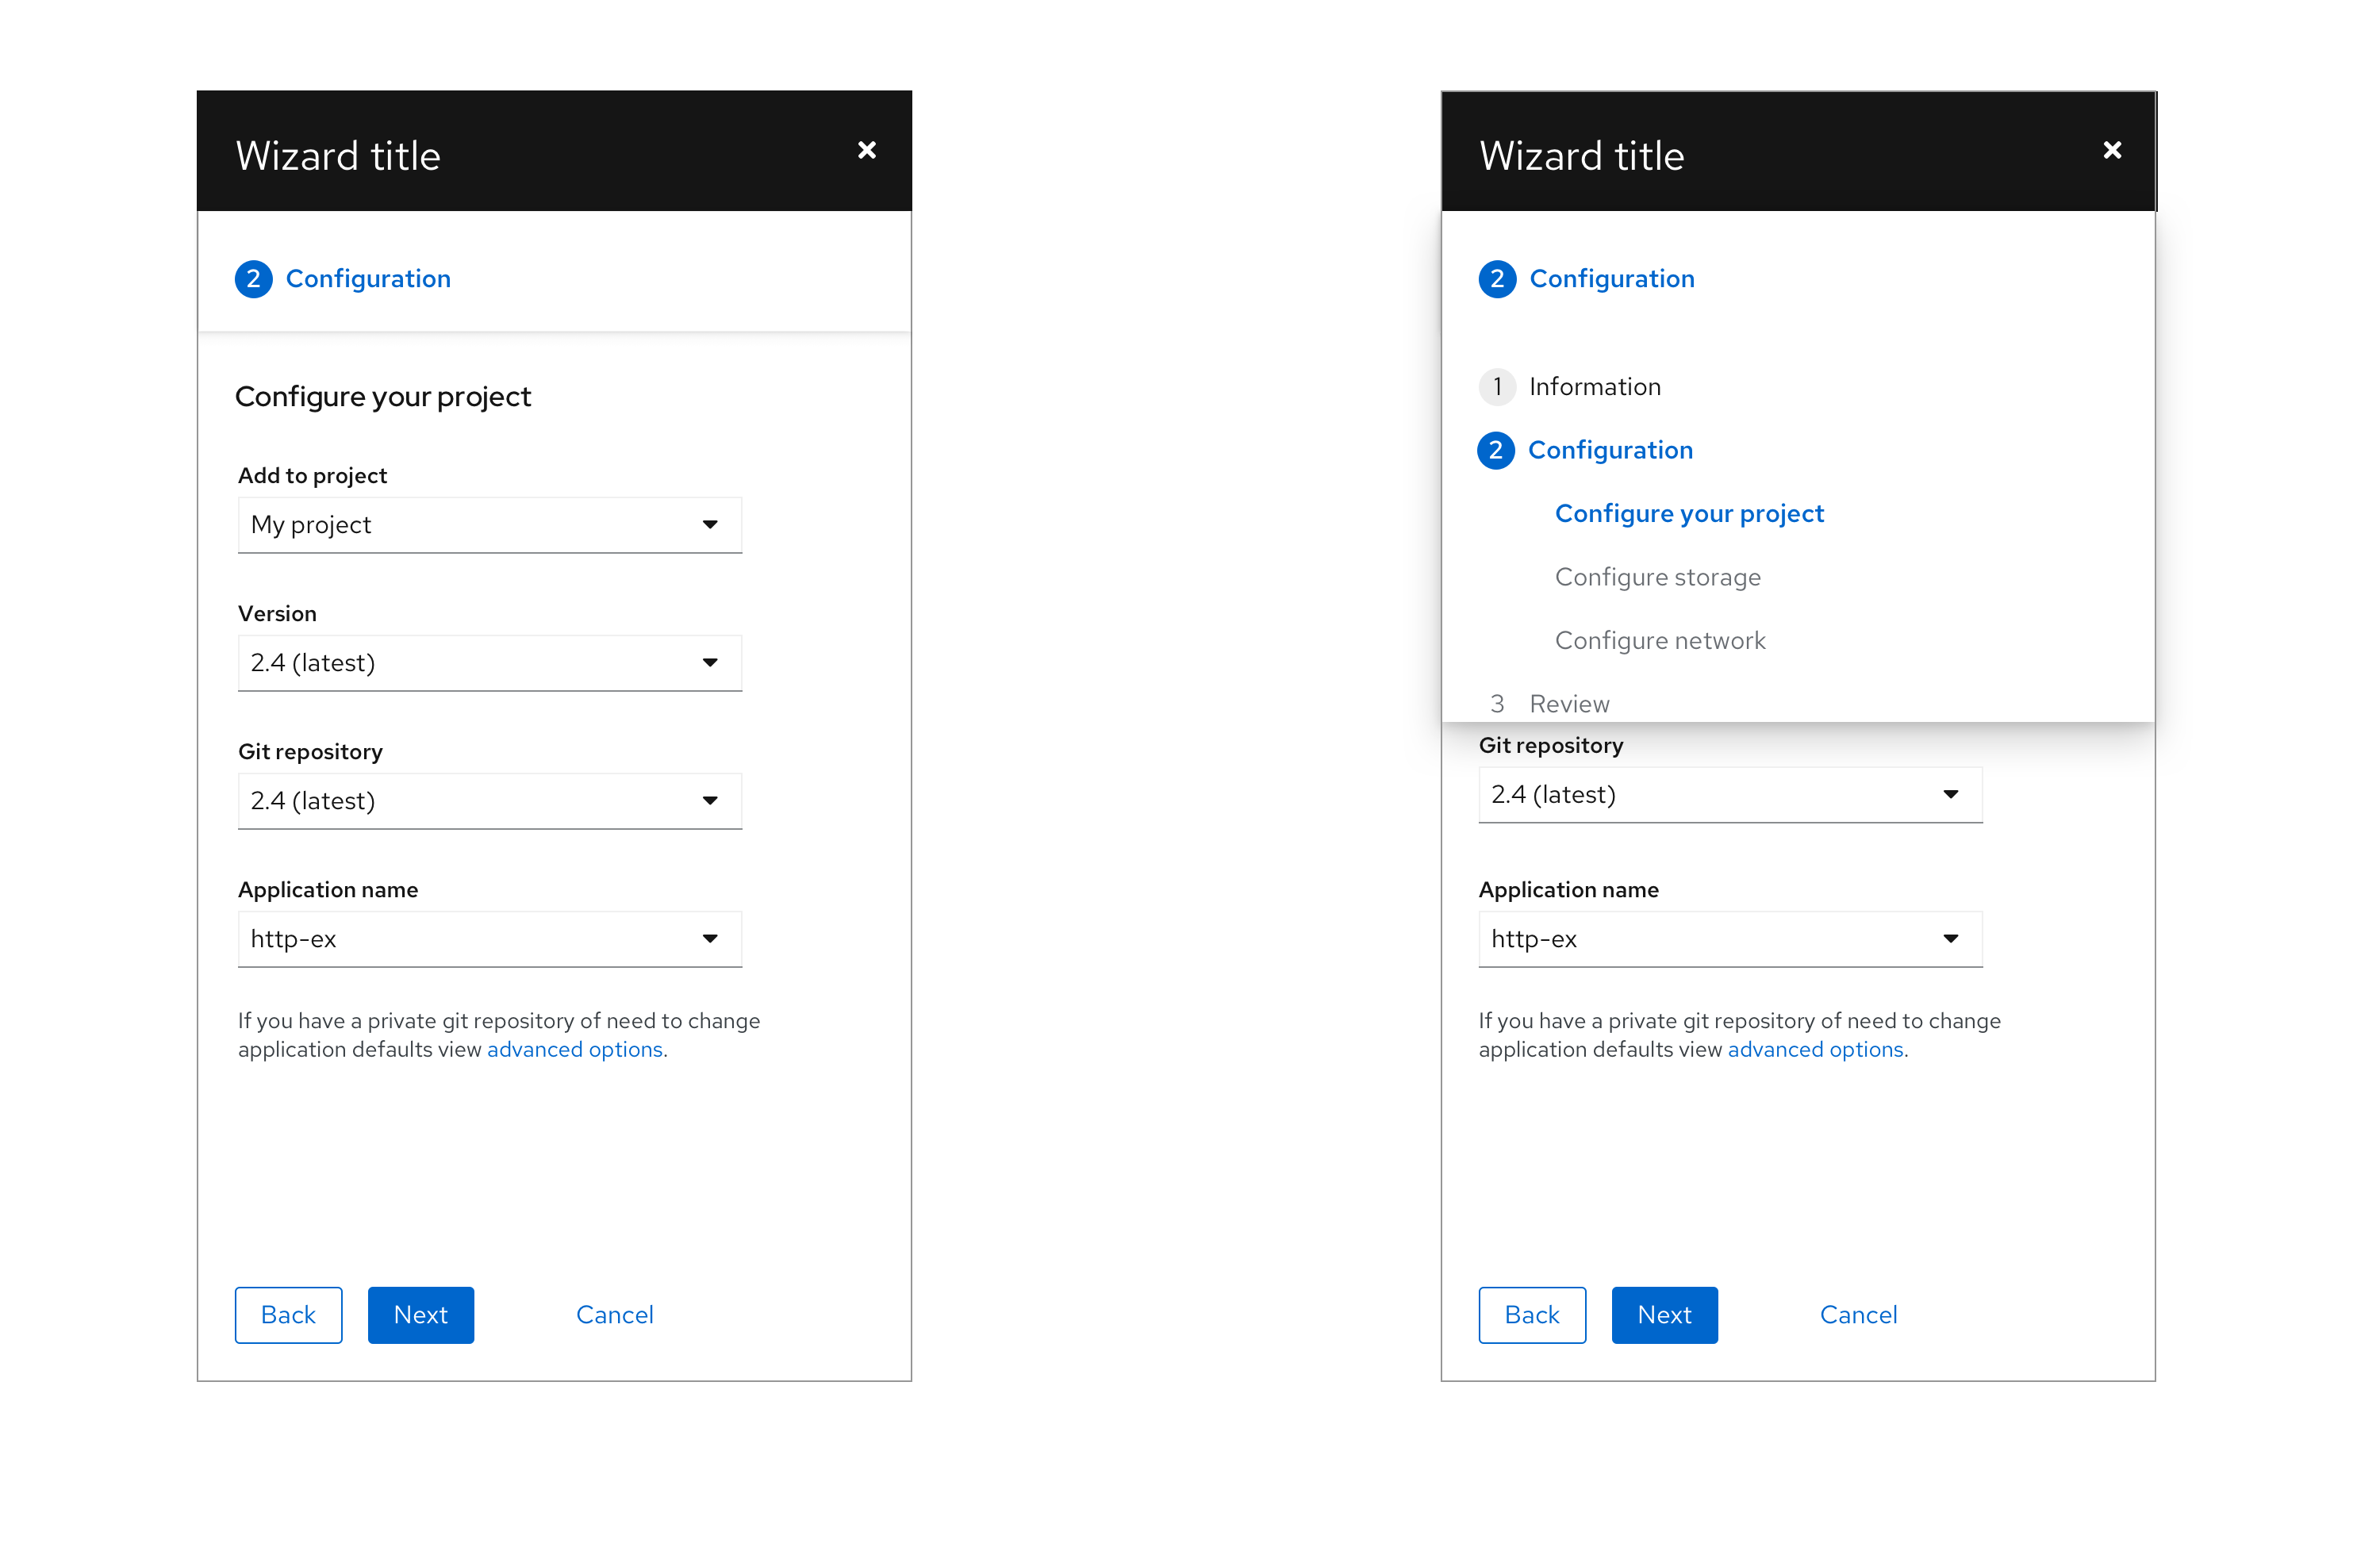 Wizard title
2 Configuration
Configure your project
Add to project
My project
Version
2.4 (latest)
Git repository
2.4 (latest)
Application name
http-ex
If you have a private git repository of need to change
application defaults view advanced options.
Back Next Cancel
Wizard title
2 Configuration
1 Information
2 Configuration
Configure your project
Configure storage
Configure network
3 Review
Git repository
2.4 (latest)
Application name
http-ex
If you have a private git repository of need to change
application defaults view advanced options.
Back Next Cancel